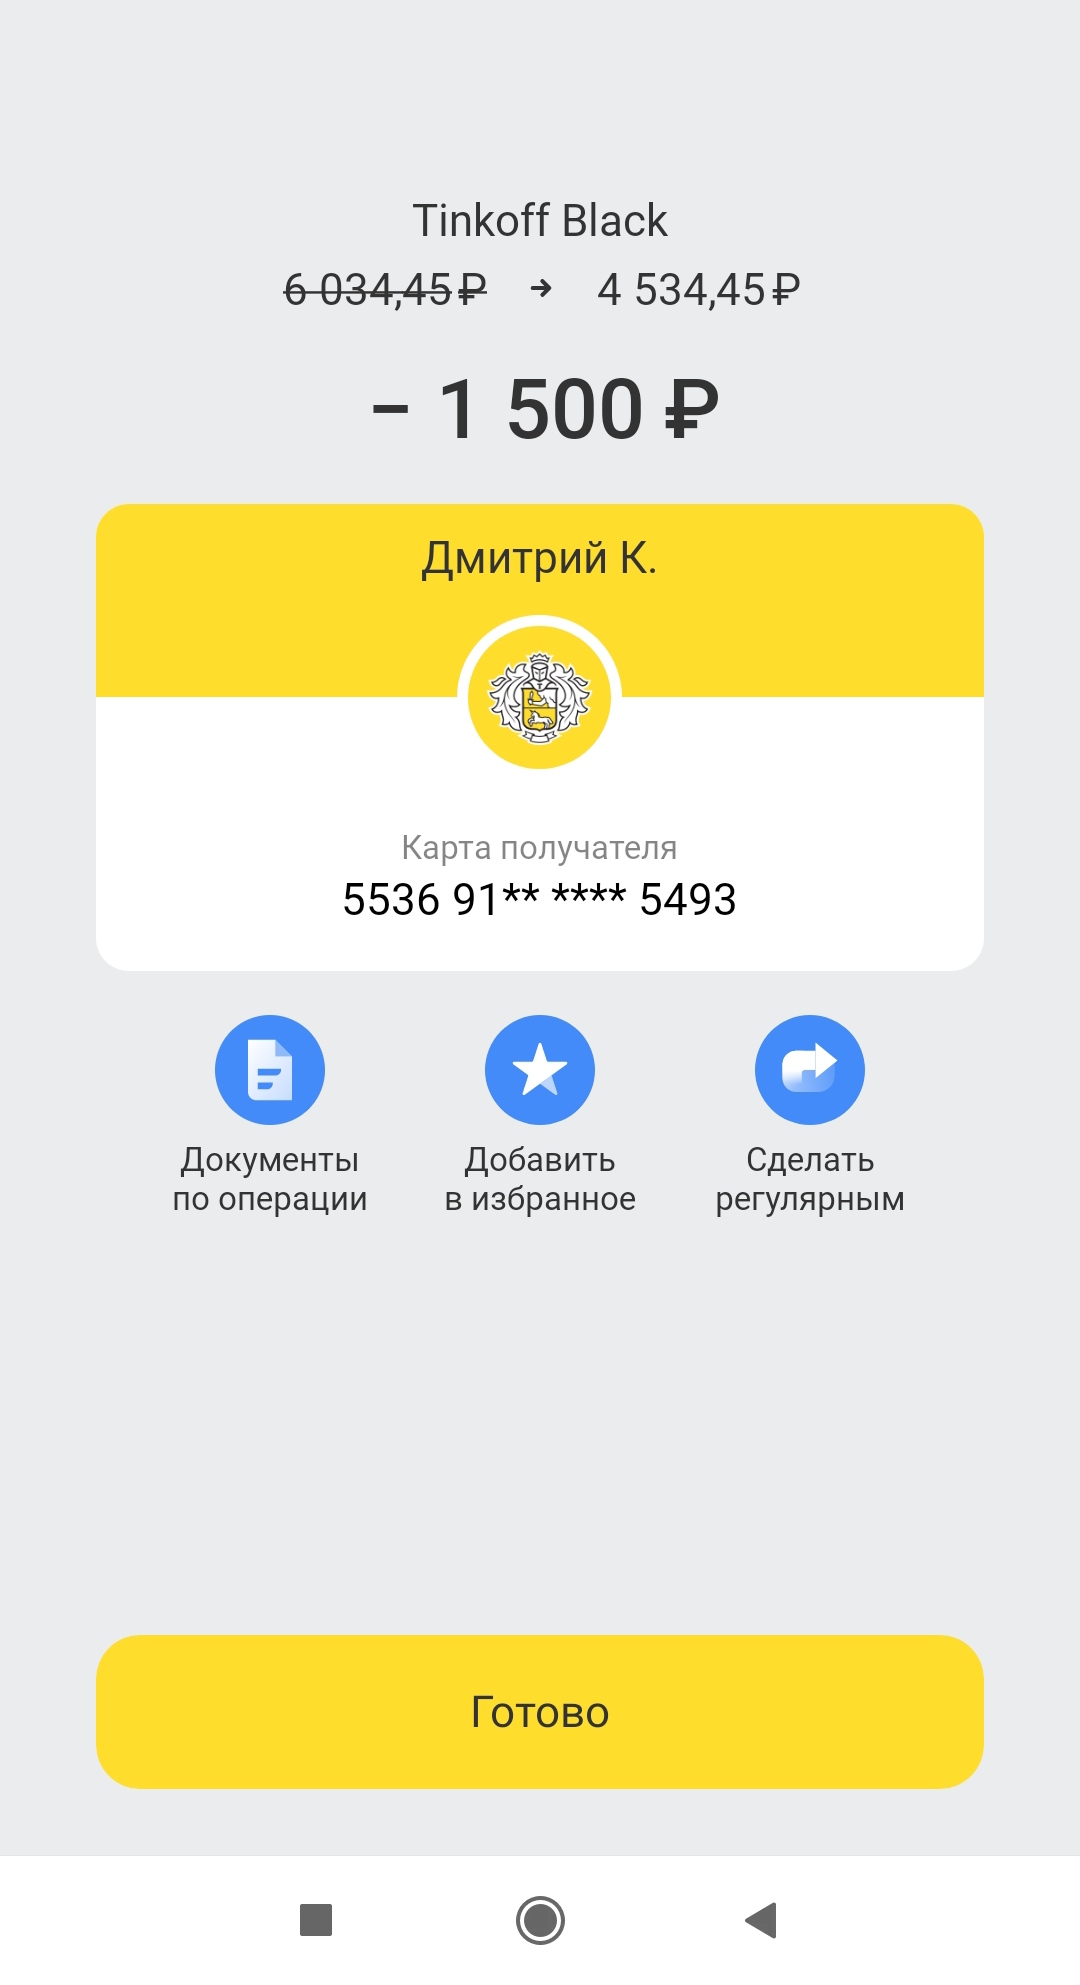 Tinkoff Black
6 034,45 ₽ → 4 534,45 ₽
– 1 500 ₽
Дмитрий К.
Карта получателя
5536 91** **** 5493
Документы
по операции
Добавить
в избранное
Сделать
регулярным
Готово